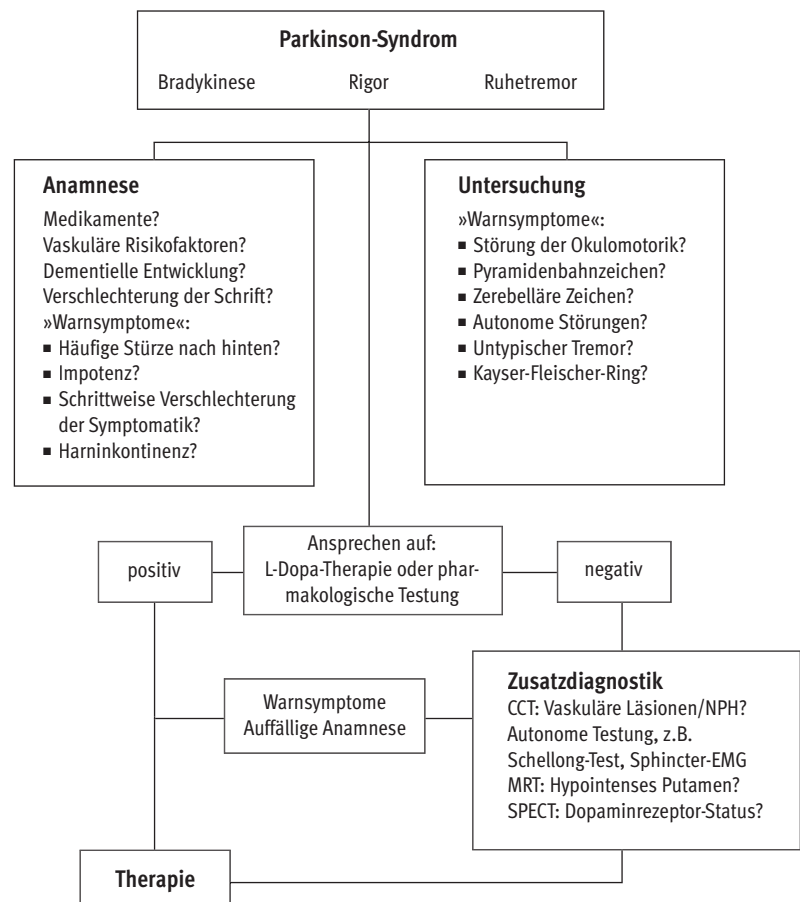 Parkinson-Syndrom
Bradykinese Rigor Ruhetremor
Anamnese
Medikamente?
Vaskuläre Risikofaktoren?
Dementielle Entwicklung?
Verschlechterung der Schrift?
»Warnsymptome«:
▪ Häufige Stürze nach hinten?
▪ Impotenz?
▪ Schrittweise Verschlechterung
der Symptomatik?
▪ Harninkontinenz?
Untersuchung
»Warnsymptome«:
▪ Störung der Okulomotorik?
▪ Pyramidenbahnzeichen?
▪ Zerebelläre Zeichen?
▪ Autonome Störungen?
▪ Untypischer Tremor?
▪ Kayser-Fleischer-Ring?
positiv
Ansprechen auf:
L-Dopa-Therapie oder phar-
makologische Testung
negativ
Warnsymptome
Auffällige Anamnese
Zusatzdiagnostik
CCT: Vaskuläre Läsionen/NPH?
Autonome Testung, z.B.
Schellong-Test, Sphincter-EMG
MRT: Hypointenses Putamen?
SPECT: Dopaminrezeptor-Status?
Therapie